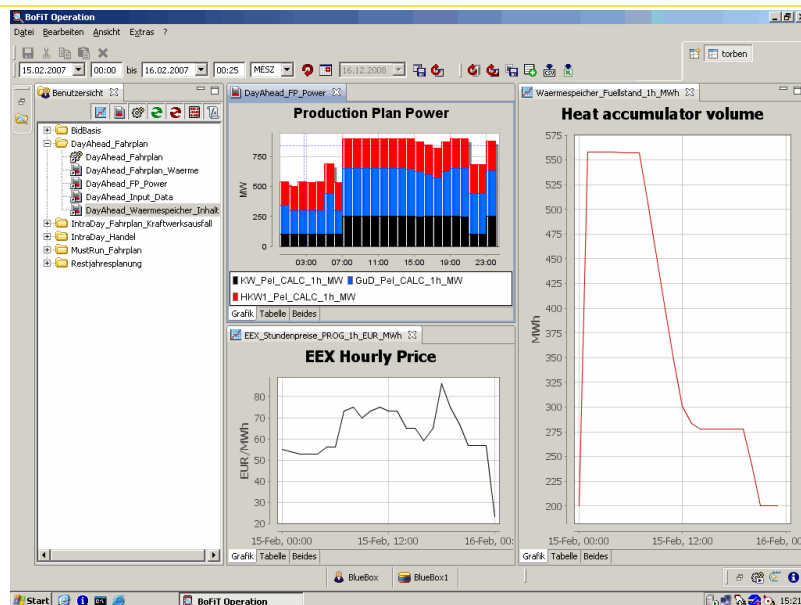 BoFiT Operation
Datei Bearbeiten Ansicht Extras ?
15.02.2007 00:00 bis 16.02.2007 00:25 MESZ 16.12.2008
torben
Benutzersicht
BidBasis
DayAhead_Fahrplan
DayAhead_Fahrplan
DayAhead_Fahrplan_Waerme
DayAhead_FP_Power
DayAhead_Input_Data
DayAhead_Waermespeicher_Inhalt
IntraDay_Fahrplan_Kraftwerksausfall
IntraDay_Handel
MustRun_Fahrplan
Restjahresplanung
DayAhead_FP_Power
Production Plan Power
MW
750
500
250
0
03:00 07:00 11:00 15:00 19:00 23:00
KW_Pel_CALC_1h_MW GuD_Pel_CALC_1h_MW
HKW1_Pel_CALC_1h_MW
Grafik Tabelle Beides
EEX_Stundenpreise_PROG_1h_EUR_MWh
EEX Hourly Price
EUR/MWh
80
70
60
50
40
30
20
15-Feb, 00:00 15-Feb, 12:00 16-Feb, 00:
Grafik Tabelle Beides
Waermespeicher_Fuellstand_1h_MWh
Heat accumulator volume
MWh
575
550
525
500
475
450
425
400
375
350
325
300
275
250
225
200
15-Feb, 00:00 15-Feb, 12:00 16-Feb, 00:
Grafik Tabelle Beides
BlueBox BlueBox1
Start BoFiT Operation 15:21